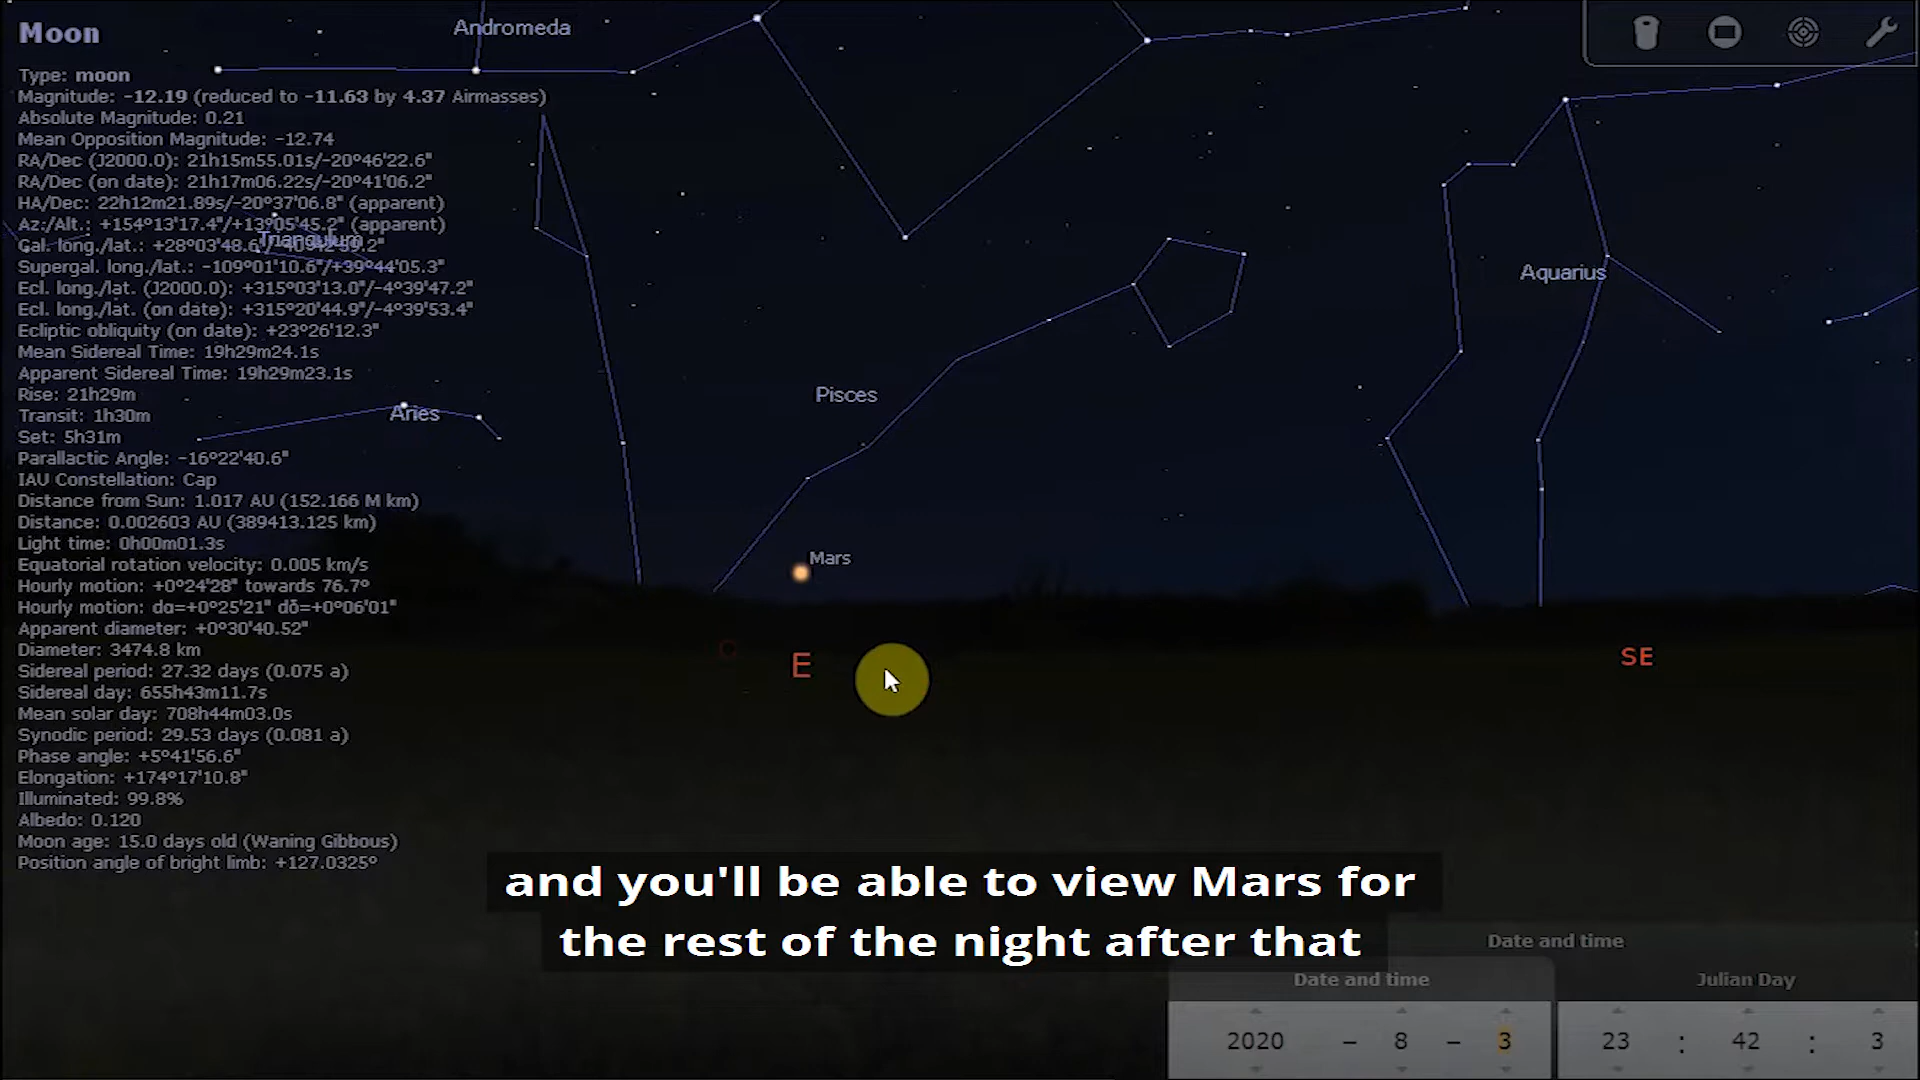 Moon
Andromeda
Type: moon
Magnitude: -12.19 (reduced to -11.63 by 4.37 Airmasses)
Absolute Magnitude: 0.21
Mean Opposition Magnitude: -12.74
RA/Dec (J2000.0): 21h15m55.01s/-20°46'22.6"
RA/Dec (on date): 21h17m06.22s/-20°41'06.2"
HA/Dec: 22h12m21.89s/-20°37'06.8" (apparent)
Az./Alt.: +154°13'17.4"/+13°05'45.2" (apparent)
Triangulum
Gal. long./lat.: +28°03'48.6"/-40°42'59.2"
Supergal. long./lat.: -109°01'10.6"/+39°44'05.3"
Aquarius
Ecl. long./lat. (J2000.0): +315°03'13.0"/-4°39'47.2"
Ecl. long./lat. (on date): +315°20'44.9"/-4°39'53.4"
Ecliptic obliquity (on date): +23°26'12.3"
Mean Sidereal Time: 19h29m24.1s
Apparent Sidereal Time: 19h29m23.1s
Rise: 21h29m
Pisces
Transit: 1h30m
Aries
Set: 5h31m
Parallactic Angle: -16°22'40.6"
IAU Constellation: Cap
Distance from Sun: 1.017 AU (152.166 M km)
Distance: 0.002603 AU (389413.125 km)
Light time: 0h00m01.3s
Mars
Equatorial rotation velocity: 0.005 km/s
Hourly motion: +0°24'28" towards 76.7°
Hourly motion: dα=+0°25'21" dδ=+0°06'01"
Apparent diameter: +0°30'40.52"
Diameter: 3474.8 km
E
SE
Sidereal period: 27.32 days (0.075 a)
Sidereal day: 655h43m11.7s
Mean solar day: 708h44m03.0s
Synodic period: 29.53 days (0.081 a)
Phase angle: +5°41'56.6"
Elongation: +174°17'10.8"
Illuminated: 99.8%
Albedo: 0.120
Moon age: 15.0 days old (Waning Gibbous)
Position angle of bright limb: +127.0325°
and you'll be able to view Mars for
the rest of the night after that
Date and time
Date and time Julian Day
2020 - 8 - 3 23 : 42 : 3